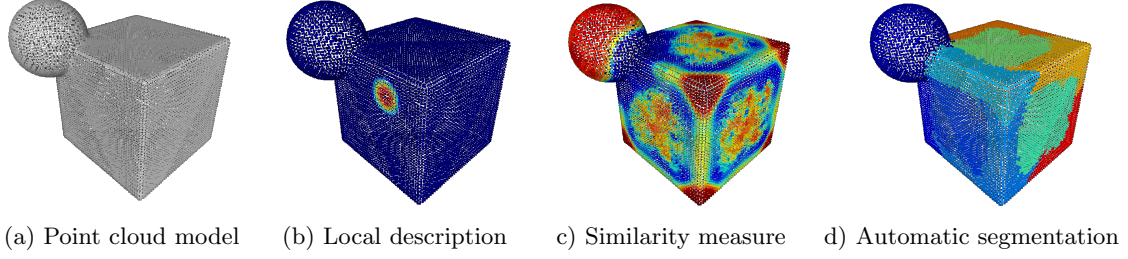 (a) Point cloud model
(b) Local description
c) Similarity measure
d) Automatic segmentation